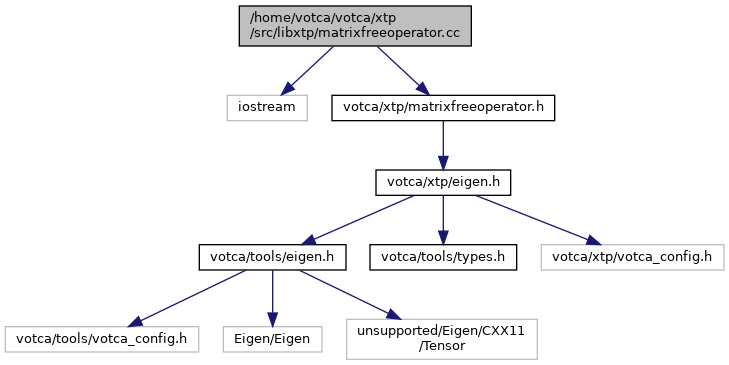 /home/votca/votca/xtp
/src/libxtp/matrixfreeoperator.cc
iostream
votca/xtp/matrixfreeoperator.h
votca/xtp/eigen.h
votca/tools/eigen.h
votca/tools/types.h
votca/xtp/votca_config.h
votca/tools/votca_config.h
Eigen/Eigen
unsupported/Eigen/CXX11
/Tensor